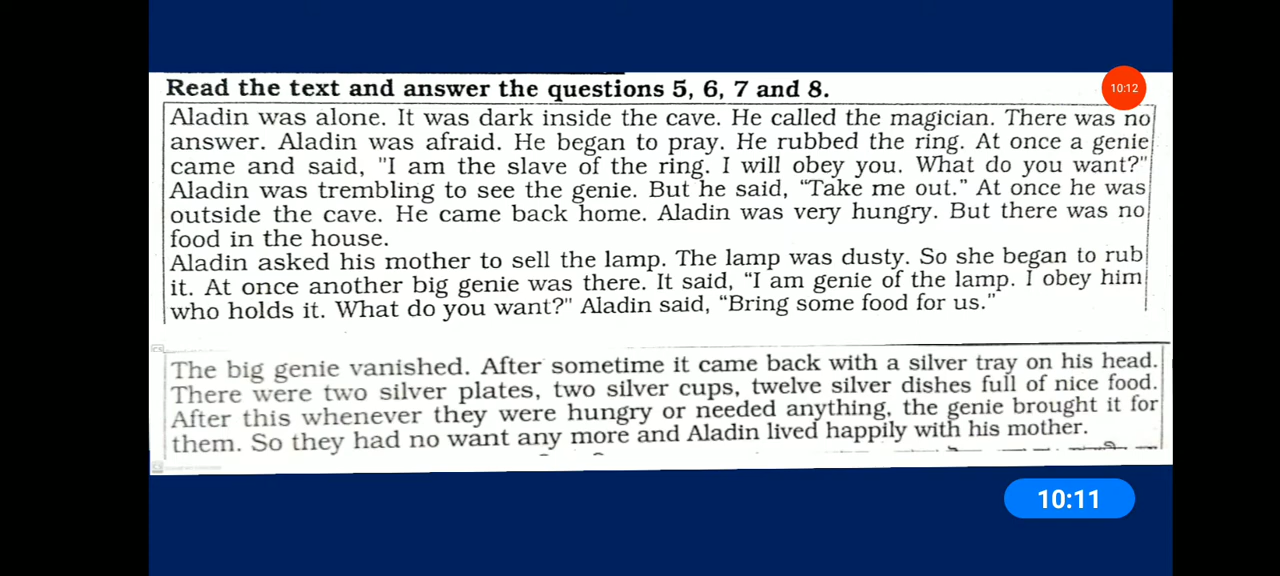 Read the text and answer the questions 5, 6, 7 and 8.
10:12
Aladin was alone. It was dark inside the cave. He called the magician. There was no
answer. Aladin was afraid. He began to pray. He rubbed the ring. At once a genie
came and said, "I am the slave of the ring. I will obey you. What do you want?"
Aladin was trembling to see the genie. But he said, “Take me out.” At once he was
outside the cave. He came back home. Aladin was very hungry. But there was no
food in the house.
Aladin asked his mother to sell the lamp. The lamp was dusty. So she began to rub
it. At once another big genie was there. It said, “I am genie of the lamp. I obey him
who holds it. What do you want?" Aladin said, “Bring some food for us."
The big genie vanished. After sometime it came back with a silver tray on his head.
There were two silver plates, two silver cups, twelve silver dishes full of nice food.
After this whenever they were hungry or needed anything, the genie brought it for
them. So they had no want any more and Aladin lived happily with his mother.
10:11